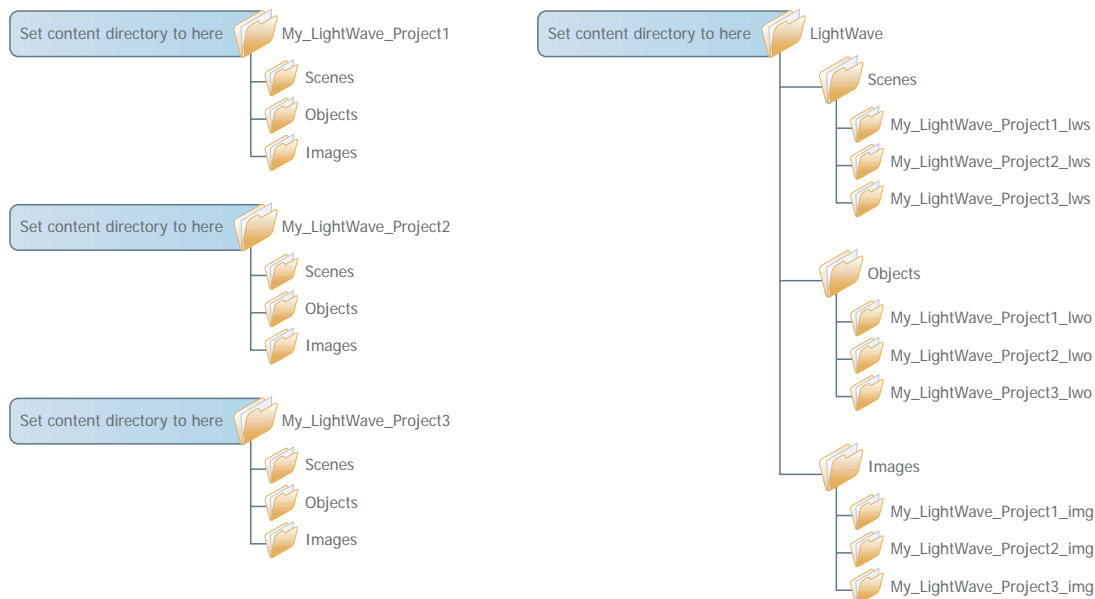 Set content directory to here My_LightWave_Project1
Scenes
Objects
Images
Set content directory to here My_LightWave_Project2
Scenes
Objects
Images
Set content directory to here My_LightWave_Project3
Scenes
Objects
Images
Set content directory to here LightWave
Scenes
My_LightWave_Project1_lws
My_LightWave_Project2_lws
My_LightWave_Project3_lws
Objects
My_LightWave_Project1_lwo
My_LightWave_Project2_lwo
My_LightWave_Project3_lwo
Images
My_LightWave_Project1_img
My_LightWave_Project2_img
My_LightWave_Project3_img